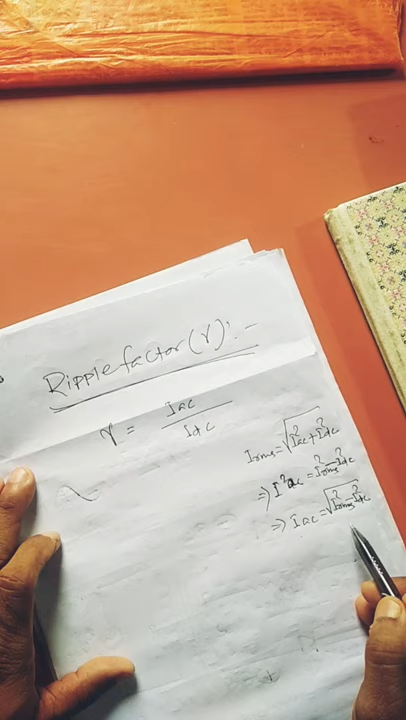 Ripple factor (γ) :-
γ = Iac / Idc
Irms = √(I²ac + I²dc)
⇒ I²ac = I²rms - I²dc
⇒ Iac = √(I²rms - I²dc)